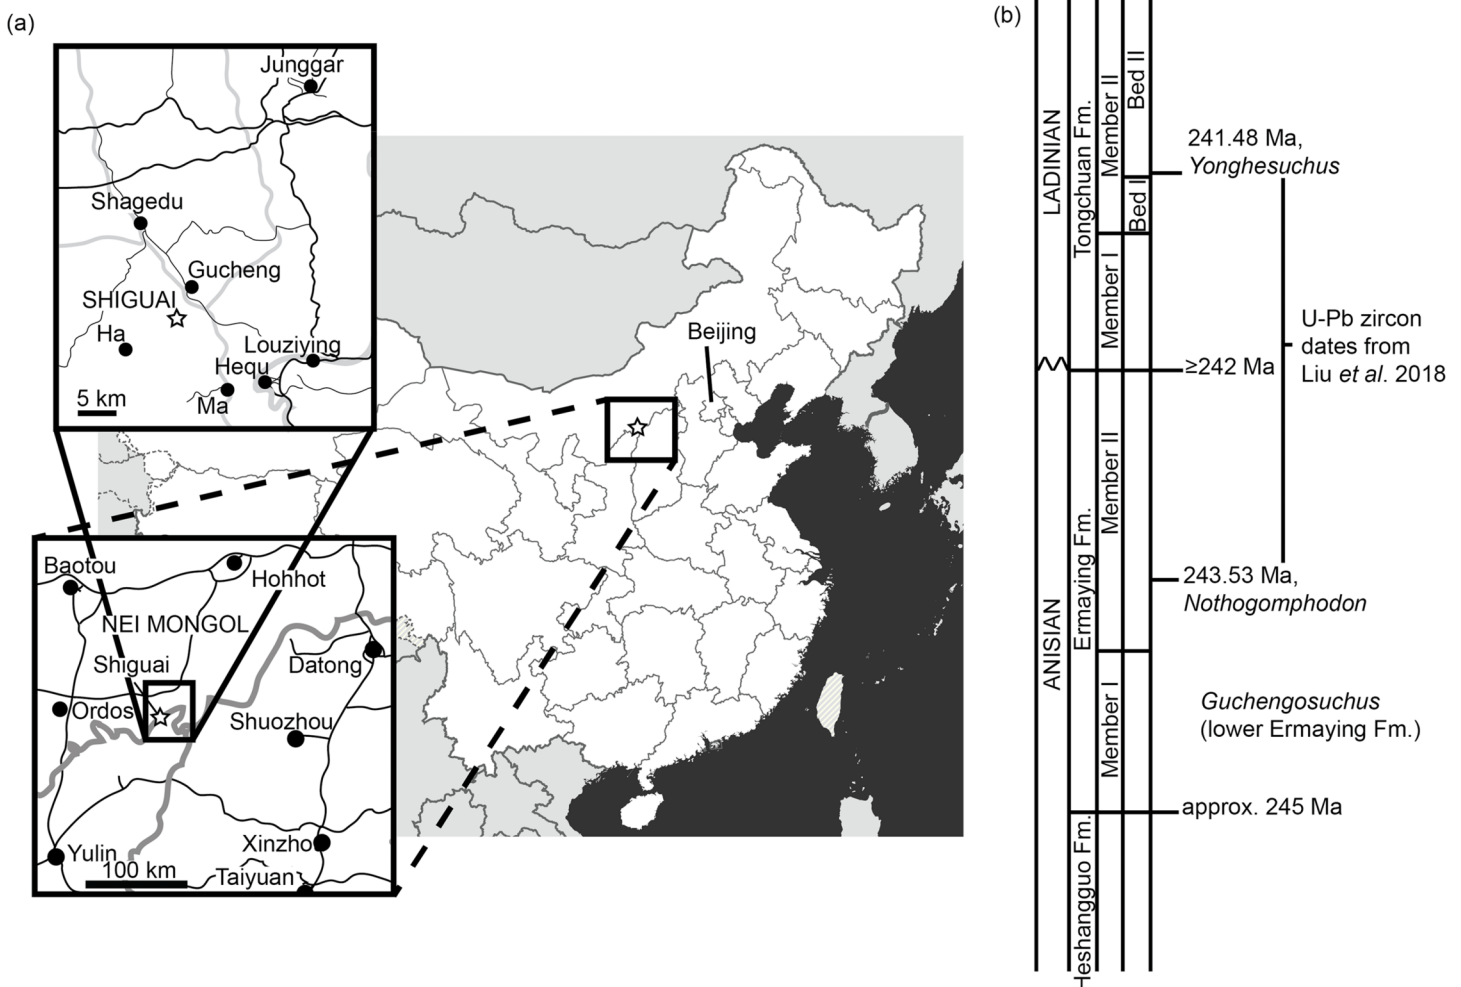 (a)
Junggar
Shagedu
Gucheng
SHIGUAI
Ha
Louziying
Hequ
Ma
5 km
Beijing
Baotou
Hohhot
NEI MONGOL
Shiguai
Datong
Ordos
Shuozhou
Xinzho
Yulin
100 km
Taiyuan
(b)
LADINIAN
ANISIAN
Tongchuan Fm.
Ermaying Fm.
Heshangguo Fm.
Member II
Member I
Member II
Member I
Bed II
Bed I
241.48 Ma,
Yonghesuchus
≥242 Ma
U-Pb zircon
dates from
Liu et al. 2018
243.53 Ma,
Nothogomphodon
Guchengosuchus
(lower Ermaying Fm.)
approx. 245 Ma